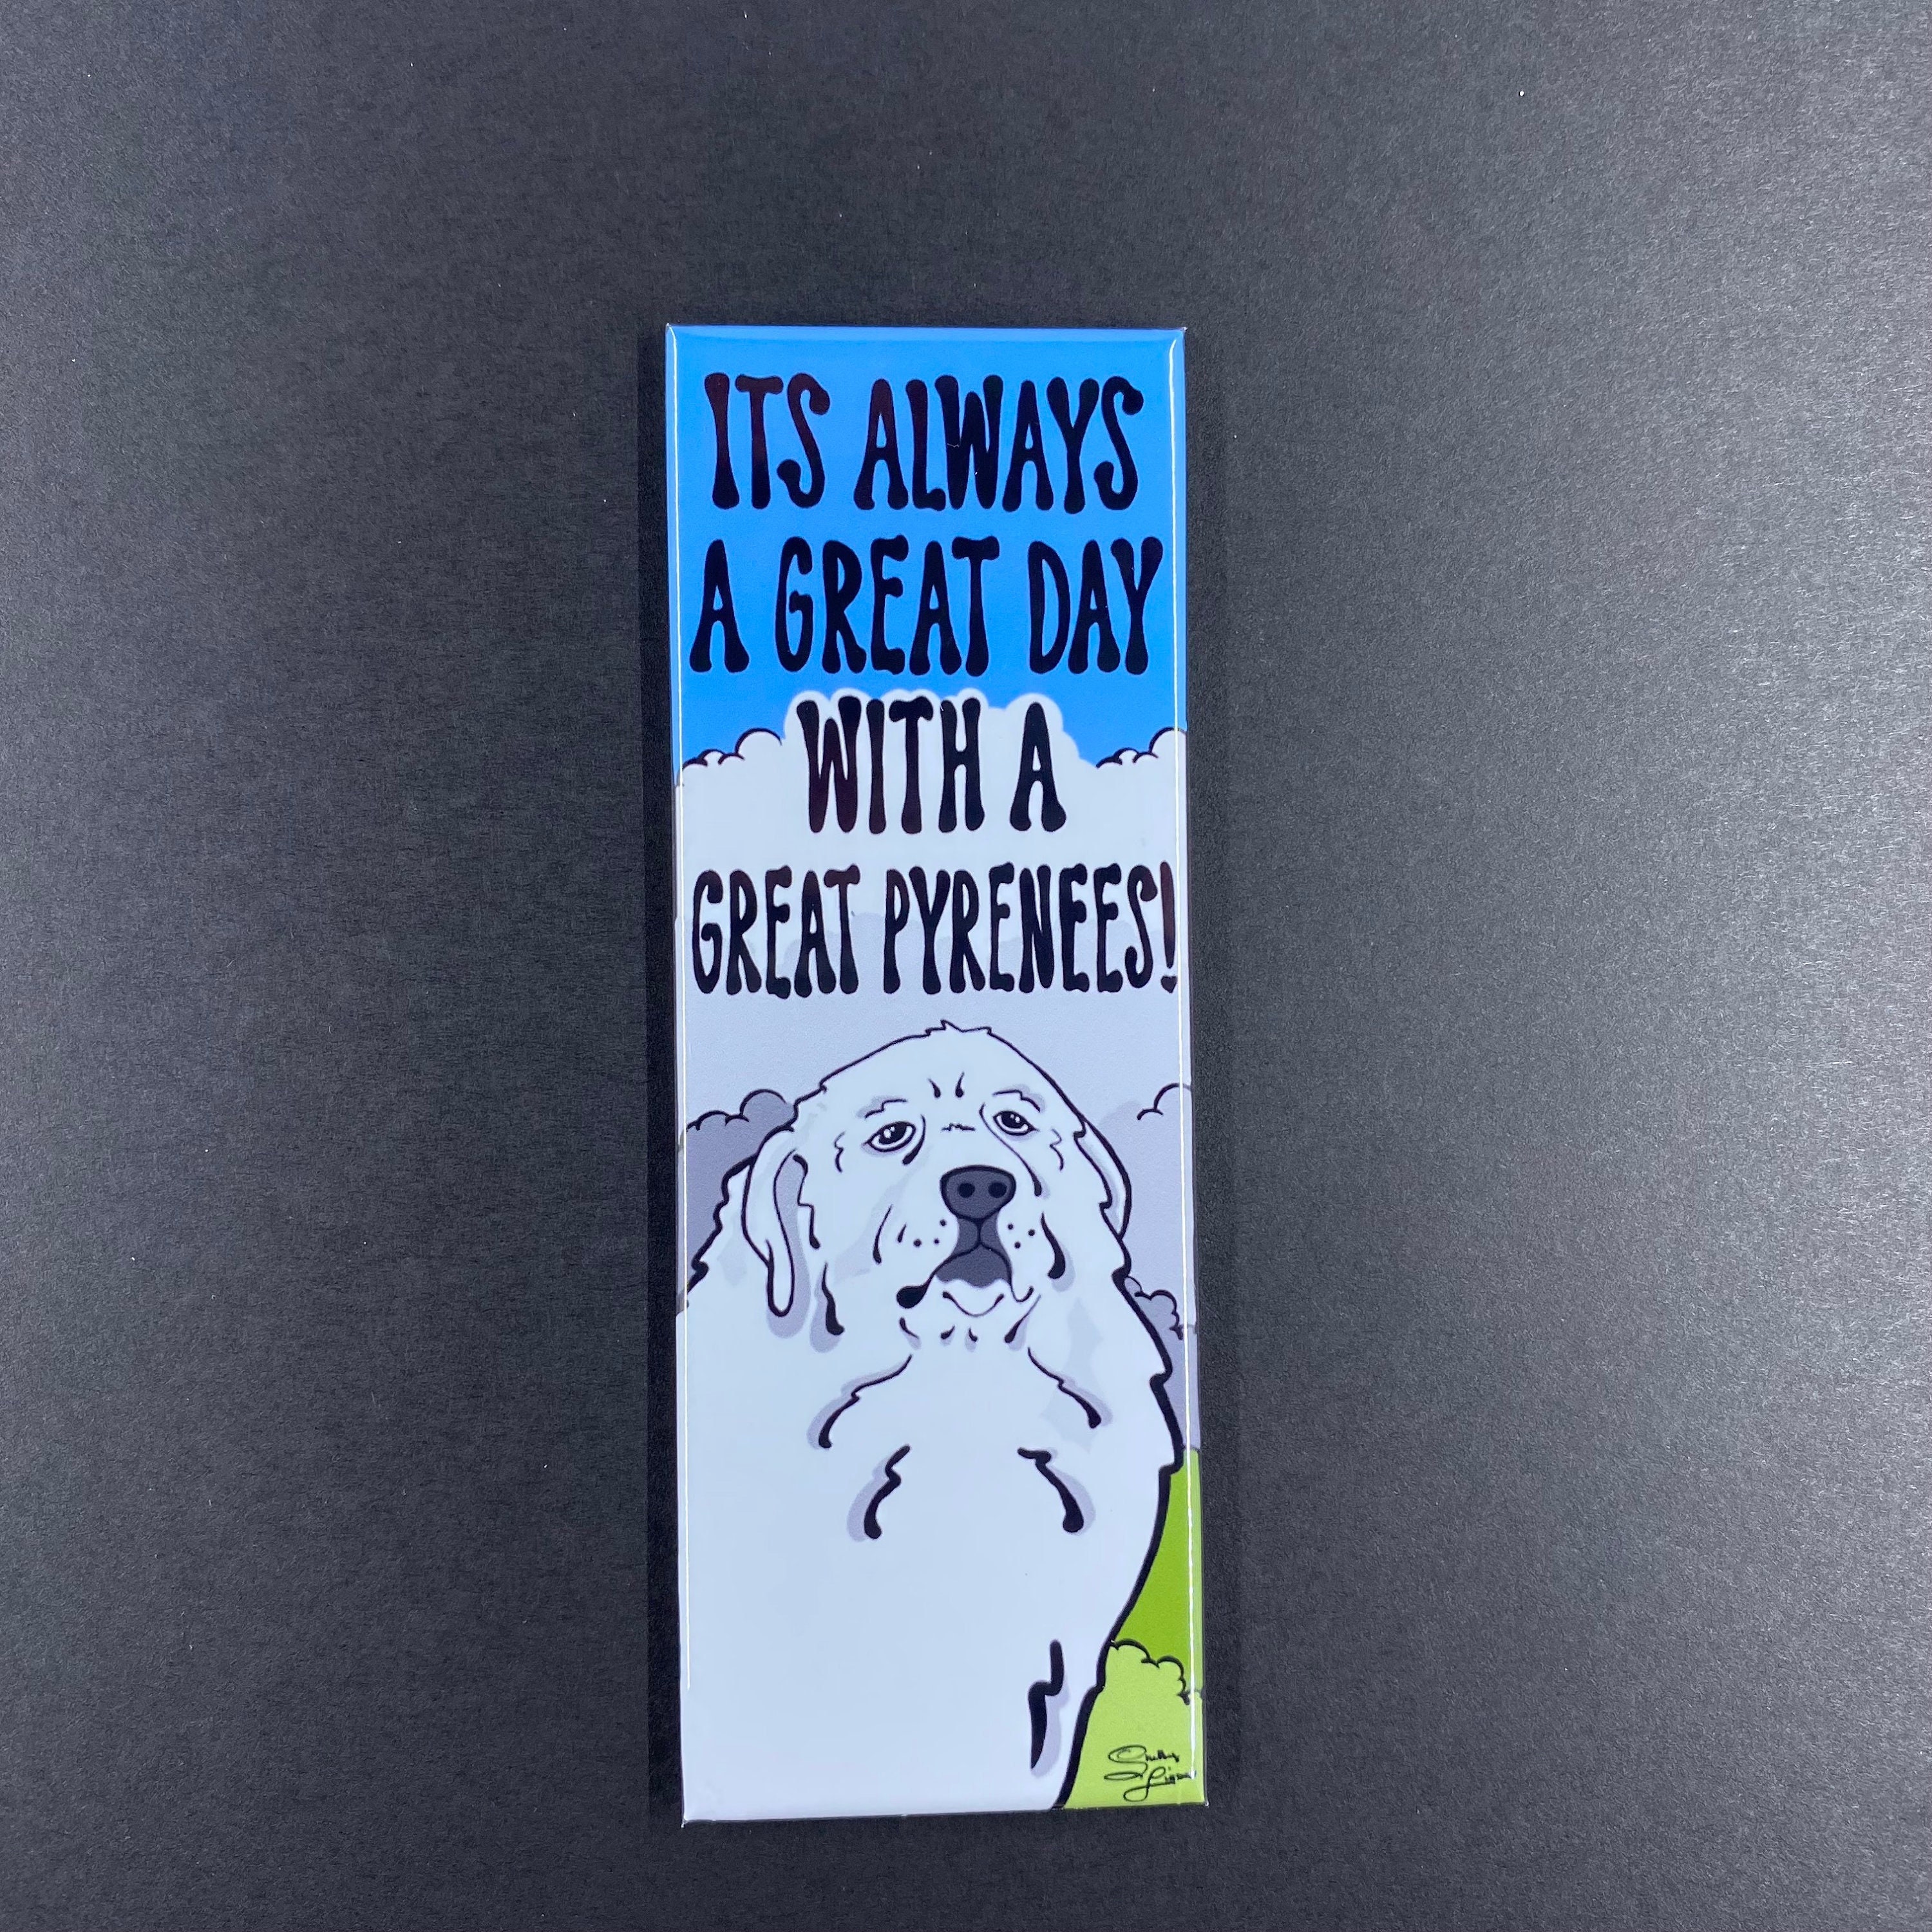 ITS ALWAYS
A GREAT DAY
WITH A
GREAT PYRENEES!